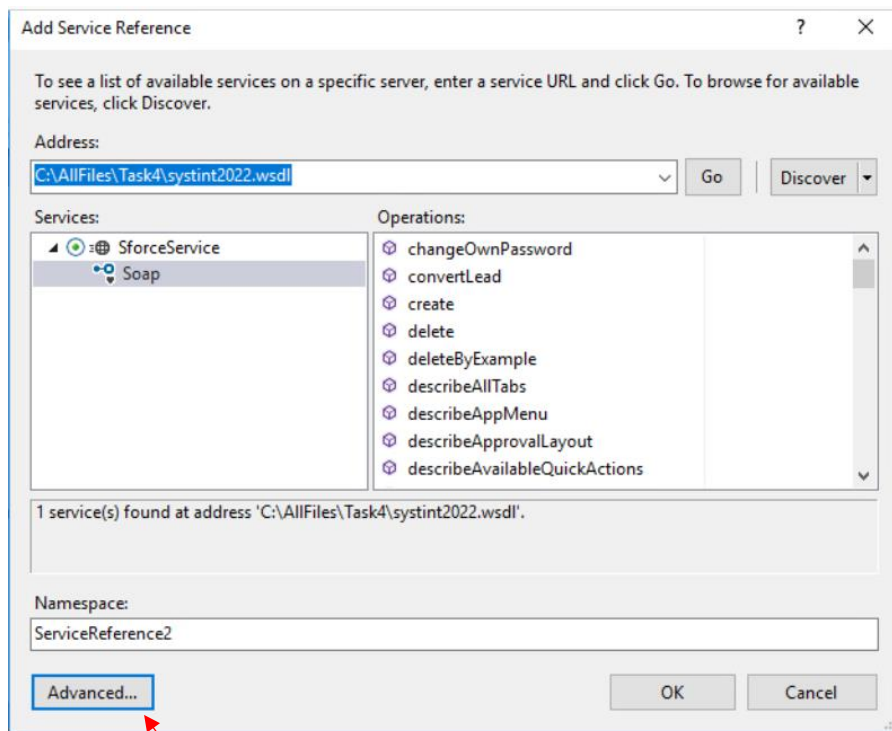 Add Service Reference
?
To see a list of available services on a specific server, enter a service URL and click Go. To browse for available
services, click Discover.
Address:
C:\AllFiles\Task4\systint2022.wsdl
Go
Discover
Services:
Operations:
SforceService
Soap
changeOwnPassword
convertLead
create
delete
deleteByExample
describeAllTabs
describeAppMenu
describeApprovalLayout
describeAvailableQuickActions
1 service(s) found at address 'C:\AllFiles\Task4\systint2022.wsdl'.
Namespace:
ServiceReference2
Advanced...
OK
Cancel